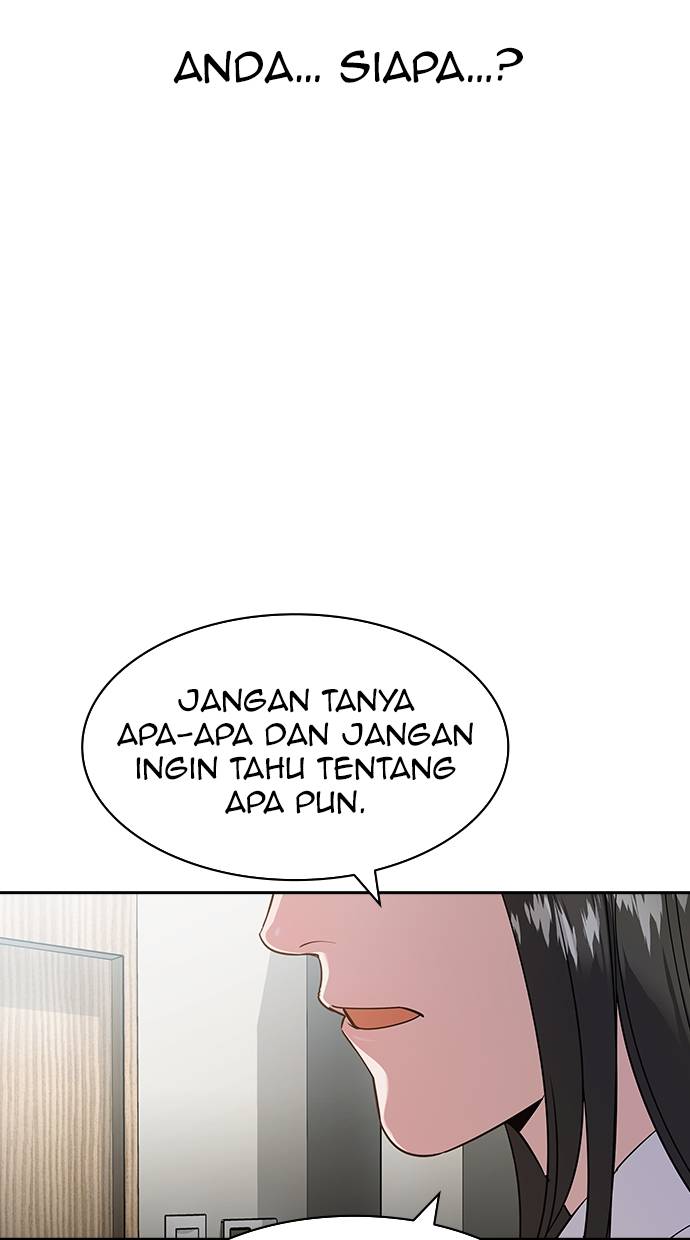 ANDA... SIAPA...?
JANGAN TANYA
APA-APA DAN JANGAN
INGIN TAHU TENTANG
APA PUN.